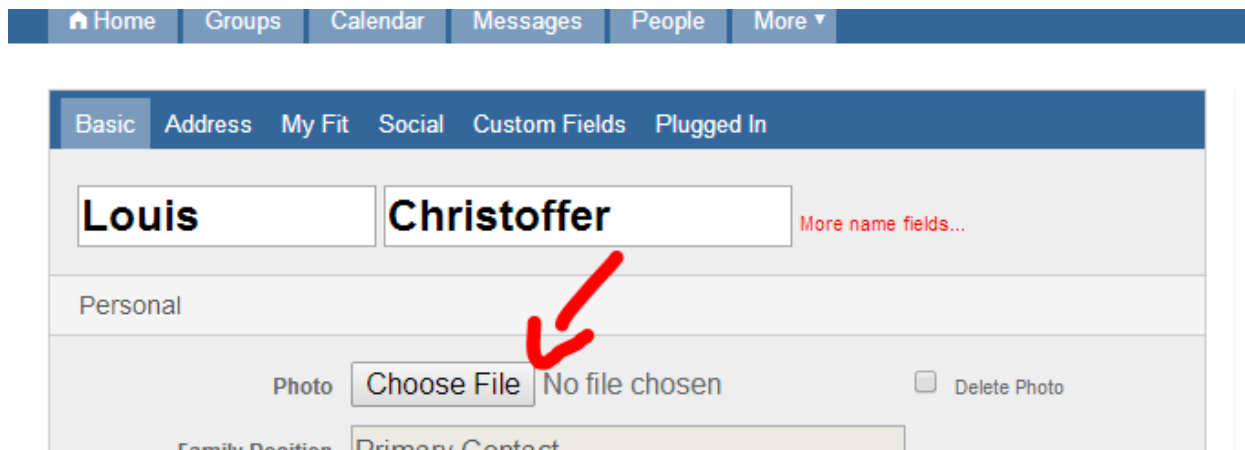 Home Groups Calendar Messages People More ▼
Basic Address My Fit Social Custom Fields Plugged In
Louis Christoffer More name fields...
Personal
Photo Choose File No file chosen Delete Photo
Family Position Primary Contact